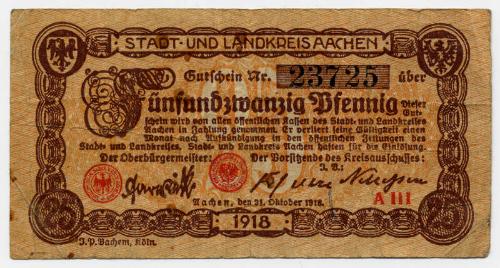 STADT- UND LANDKREIS AACHEN
Gutschein Nr. 23725 über
Fünfundzwanzig Pfennig Dieser Gut-
schein wird von allen öffentlichen Kassen des Stadt- und Landkreises
Aachen in Zahlung genommen. Er verliert seine Gültigkeit einen
Monat nach Aufkündigung in den öffentlichen Zeitungen des
Stadt- und Landkreises. Stadt- und Landkreis Aachen haften für die Einlösung.
Der Oberbürgermeister: Der Vorsitzende des Kreisausschusses:
J. V.:
Aachen, den 31. Oktober 1918.
A III
25 1918 25
J.P. Bachem, Köln.